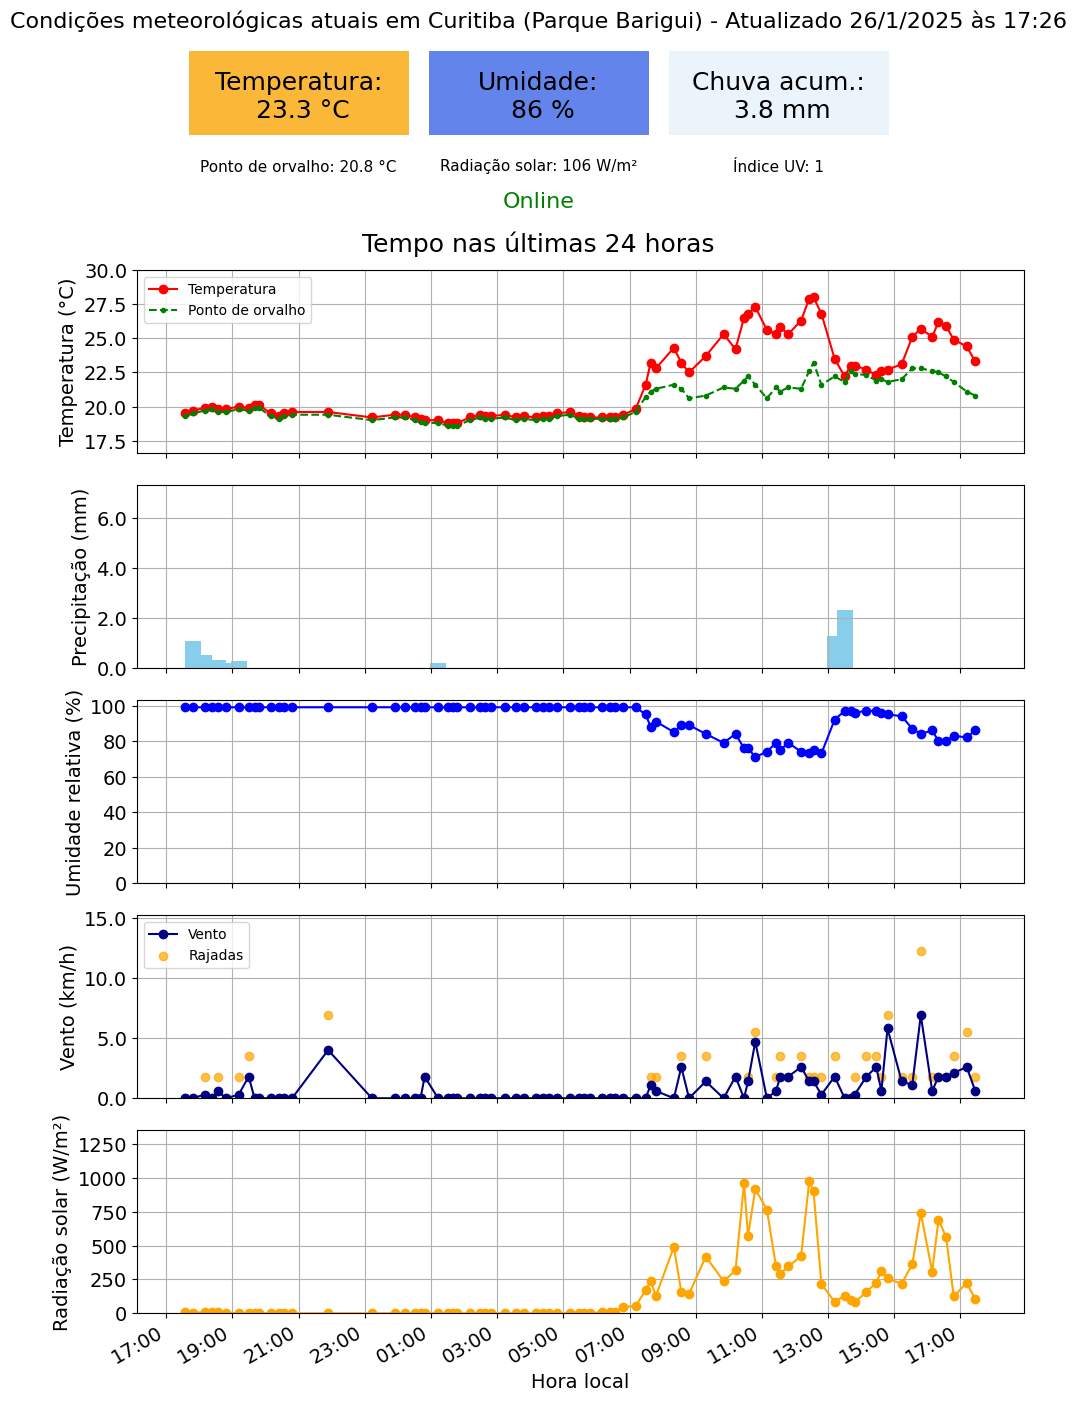 Condições meteorológicas atuais em Curitiba (Parque Barigui) - Atualizado 26/1/2025 às 17:26
Temperatura:
23.3 °C
Umidade:
86 %
Chuva acum.:
3.8 mm
Ponto de orvalho: 20.8 °C
Radiação solar: 106 W/m²
Índice UV: 1
Online
Tempo nas últimas 24 horas
Temperatura (°C)
30.0
27.5
25.0
22.5
20.0
17.5
Temperatura
Ponto de orvalho
Precipitação (mm)
6.0
4.0
2.0
0.0
Umidade relativa (%)
100
80
60
40
20
0
Vento (km/h)
15.0
10.0
5.0
0.0
Vento
Rajadas
Radiação solar (W/m²)
1250
1000
750
500
250
0
17:00
19:00
21:00
23:00
01:00
03:00
05:00
07:00
09:00
11:00
13:00
15:00
17:00
Hora local